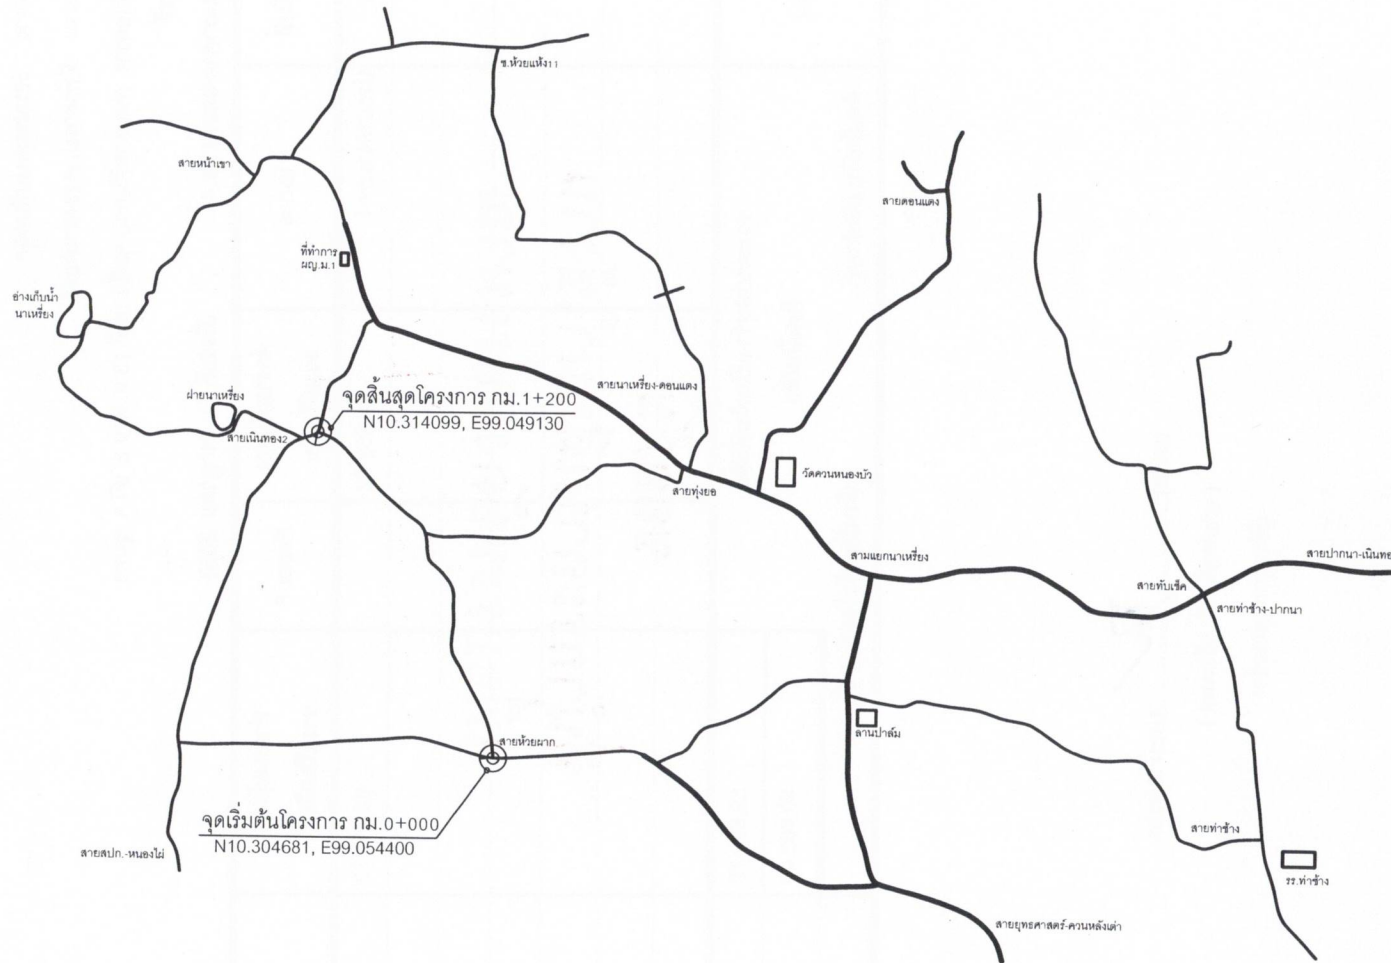 ซ.ห้วยแห้ง11
สายหน้าเขา
สายดอนแตง
ที่ทำการ
ผญ.ม.1
อ่างเก็บน้ำ
นาเหรี่ยง
สายนาเหรี่ยง-ดอนแตง
ฝายนาเหรี่ยง
จุดสิ้นสุดโครงการ กม.1+200
N10.314099, E99.049130
สายเนินทอง2
วัดควนหนองบัว
สายทุ่งยอ
สามแยกนาเหรี่ยง
สายปากนา-เนินทอ
สายทับเช็ค
สายท่าช้าง-ปากนา
สายห้วยผาก
ลานปาล์ม
จุดเริ่มต้นโครงการ กม.0+000
N10.304681, E99.054400
สายท่าช้าง
สายสปก.-หนองไผ่
รร.ท่าช้าง
สายยุทธศาสตร์-ควนหลังเต่า